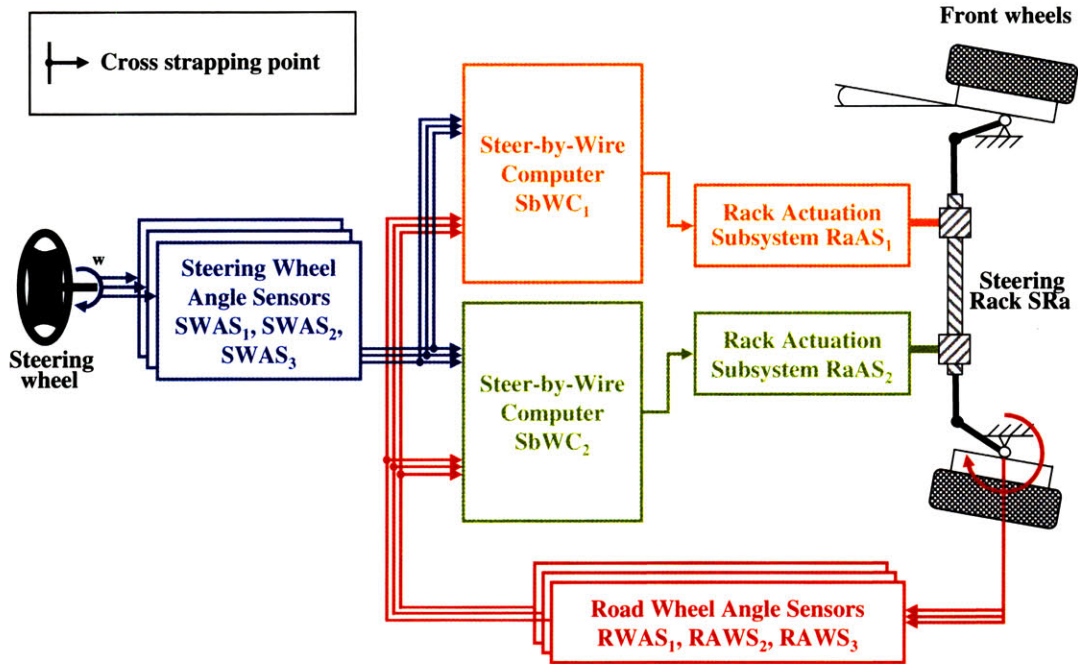 Front wheels
Cross strapping point
Steer-by-Wire
Computer
SbWC₁
Rack Actuation
Subsystem RaAS₁
w
Steering Wheel
Angle Sensors
SWAS₁, SWAS₂,
SWAS₃
Steering
wheel
Steering
Rack SRa
Steer-by-Wire
Computer
SbWC₂
Rack Actuation
Subsystem RaAS₂
Road Wheel Angle Sensors
RWAS₁, RAWS₂, RAWS₃